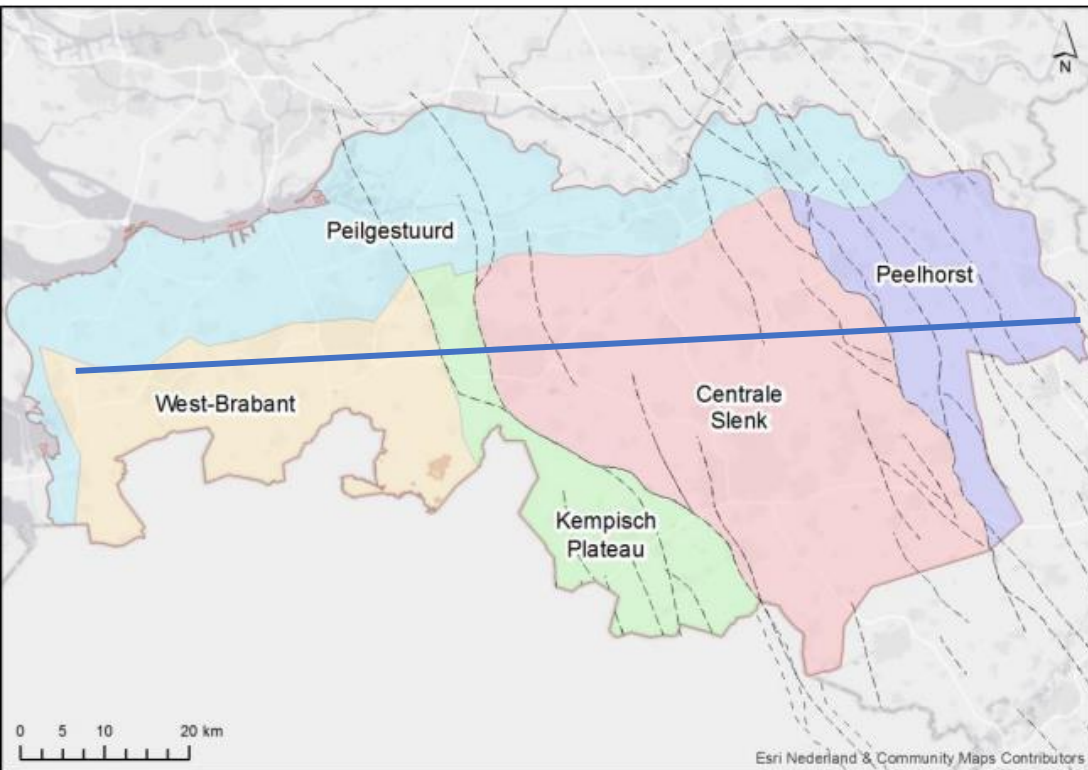 N
Peilgestuurd
Peelhorst
West-Brabant
Centrale
Slenk
Kempisch
Plateau
0 5 10 20 km
Esri Nederland & Community Maps Contributors